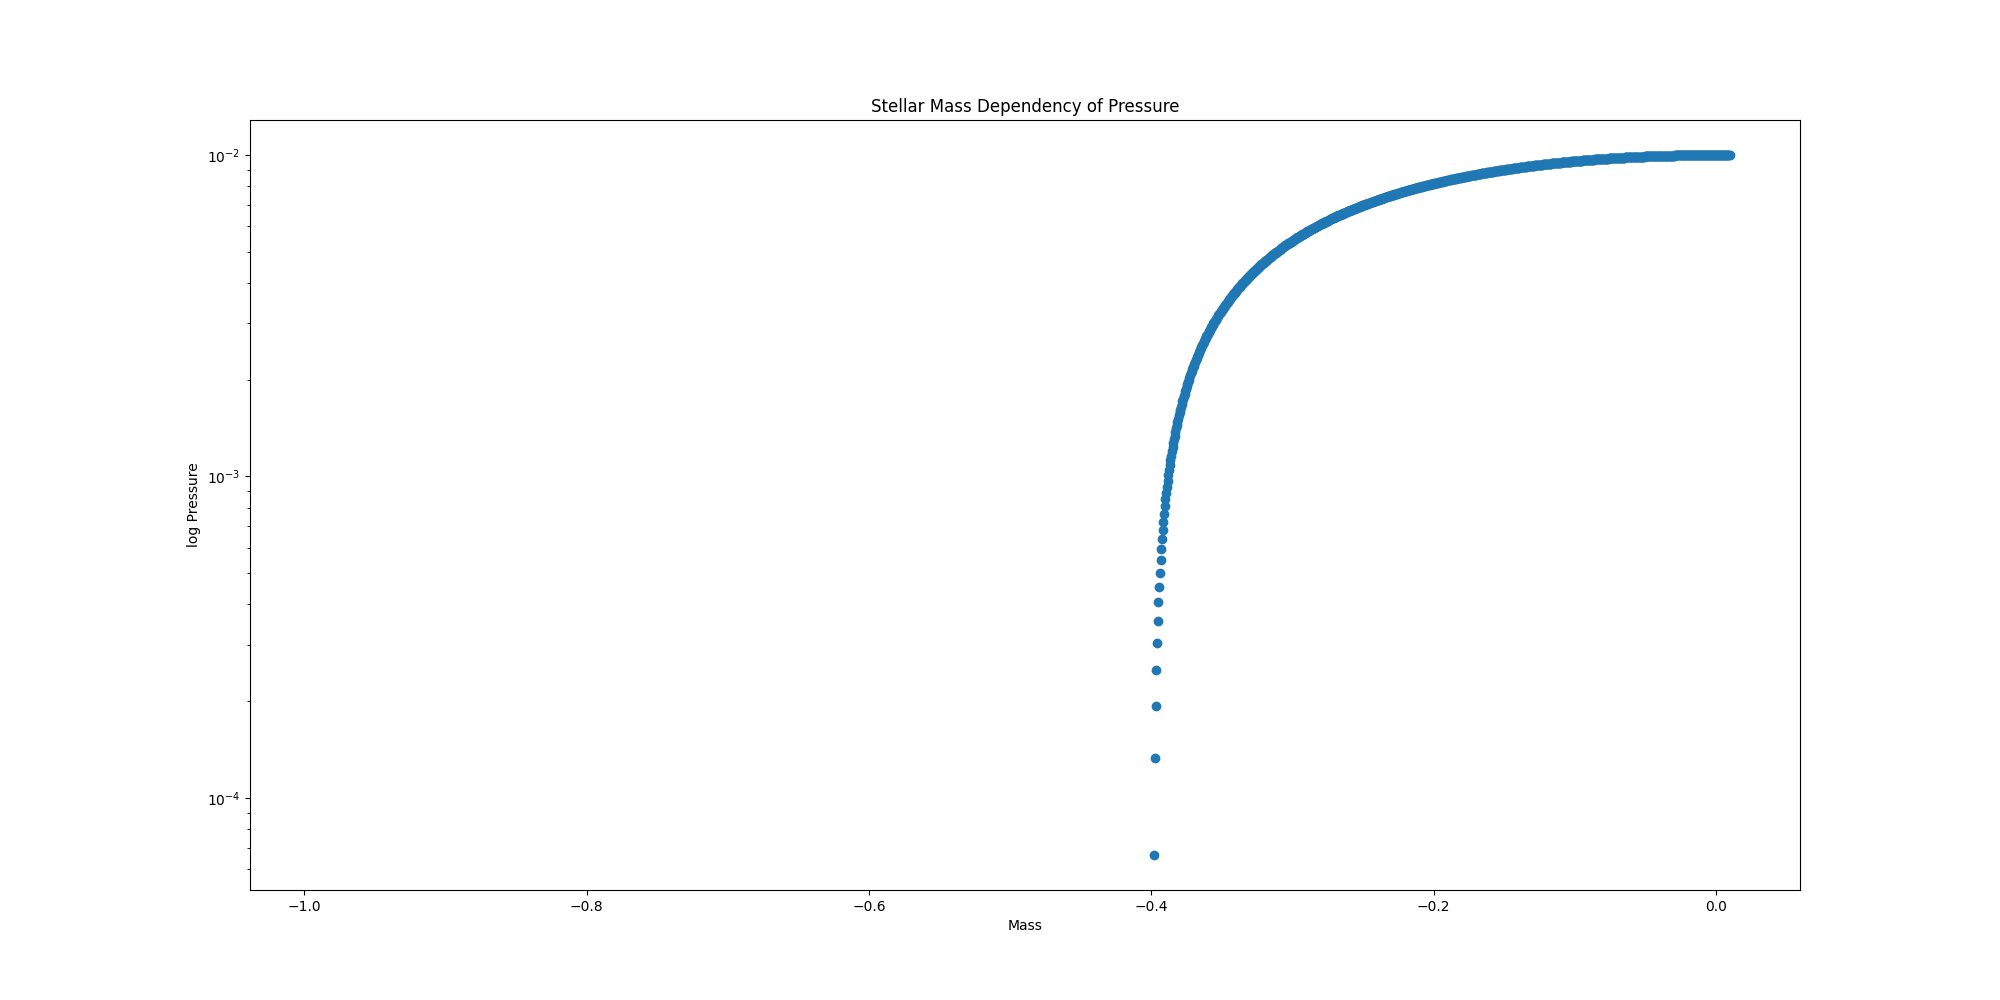 Stellar Mass Dependency of Pressure
10⁻²
10⁻³
10⁻⁴
log Pressure
−1.0 −0.8 −0.6 −0.4 −0.2 0.0
Mass